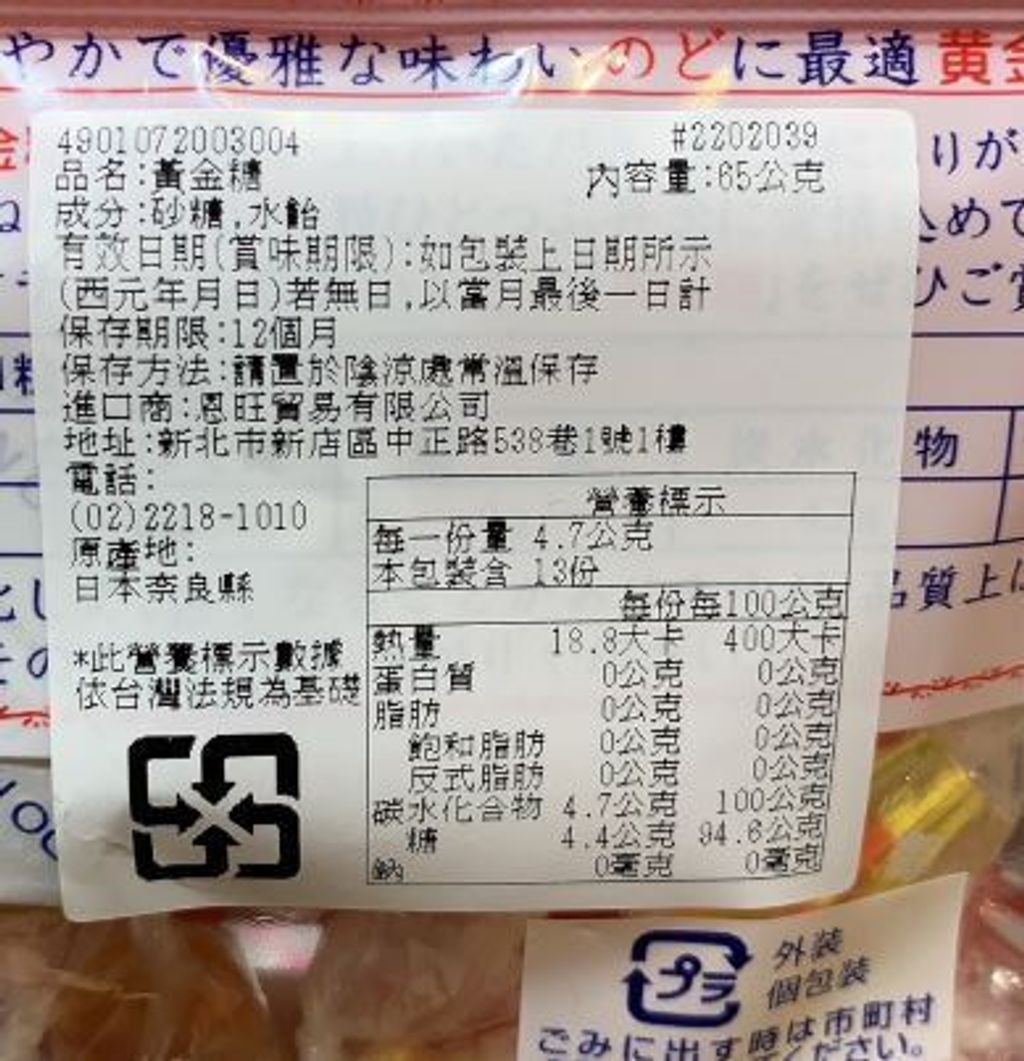 やかで優雅な味わいのどに最適 黄金
4901072003004 #2202039
品名:黃金糖 內容量:65公克
成分:砂糖,水飴
有效日期(賞味期限):如包裝上日期所示
(西元年月日)若無日,以當月最後一日計
保存期限:12個月
保存方法:請置於陰涼處常溫保存
進口商:恩旺貿易有限公司
地址:新北市新店區中正路538巷1號1樓
電話:
(02)2218-1010
原產地:
日本奈良縣
*此營養標示數據
依台灣法規為基礎
營養標示
每一份量 4.7公克
本包裝含 13份
每份 每100公克
熱量 18.8大卡 400大卡
蛋白質 0公克 0公克
脂肪 0公克 0公克
飽和脂肪 0公克 0公克
反式脂肪 0公克 0公克
碳水化合物 4.7公克 100公克
糖 4.4公克 94.6公克
鈉 0毫克 0毫克
りが
込めて
ひご賞
物
品質上は
プラ
外装
個包装
ごみに出す時は市町村
ださい。